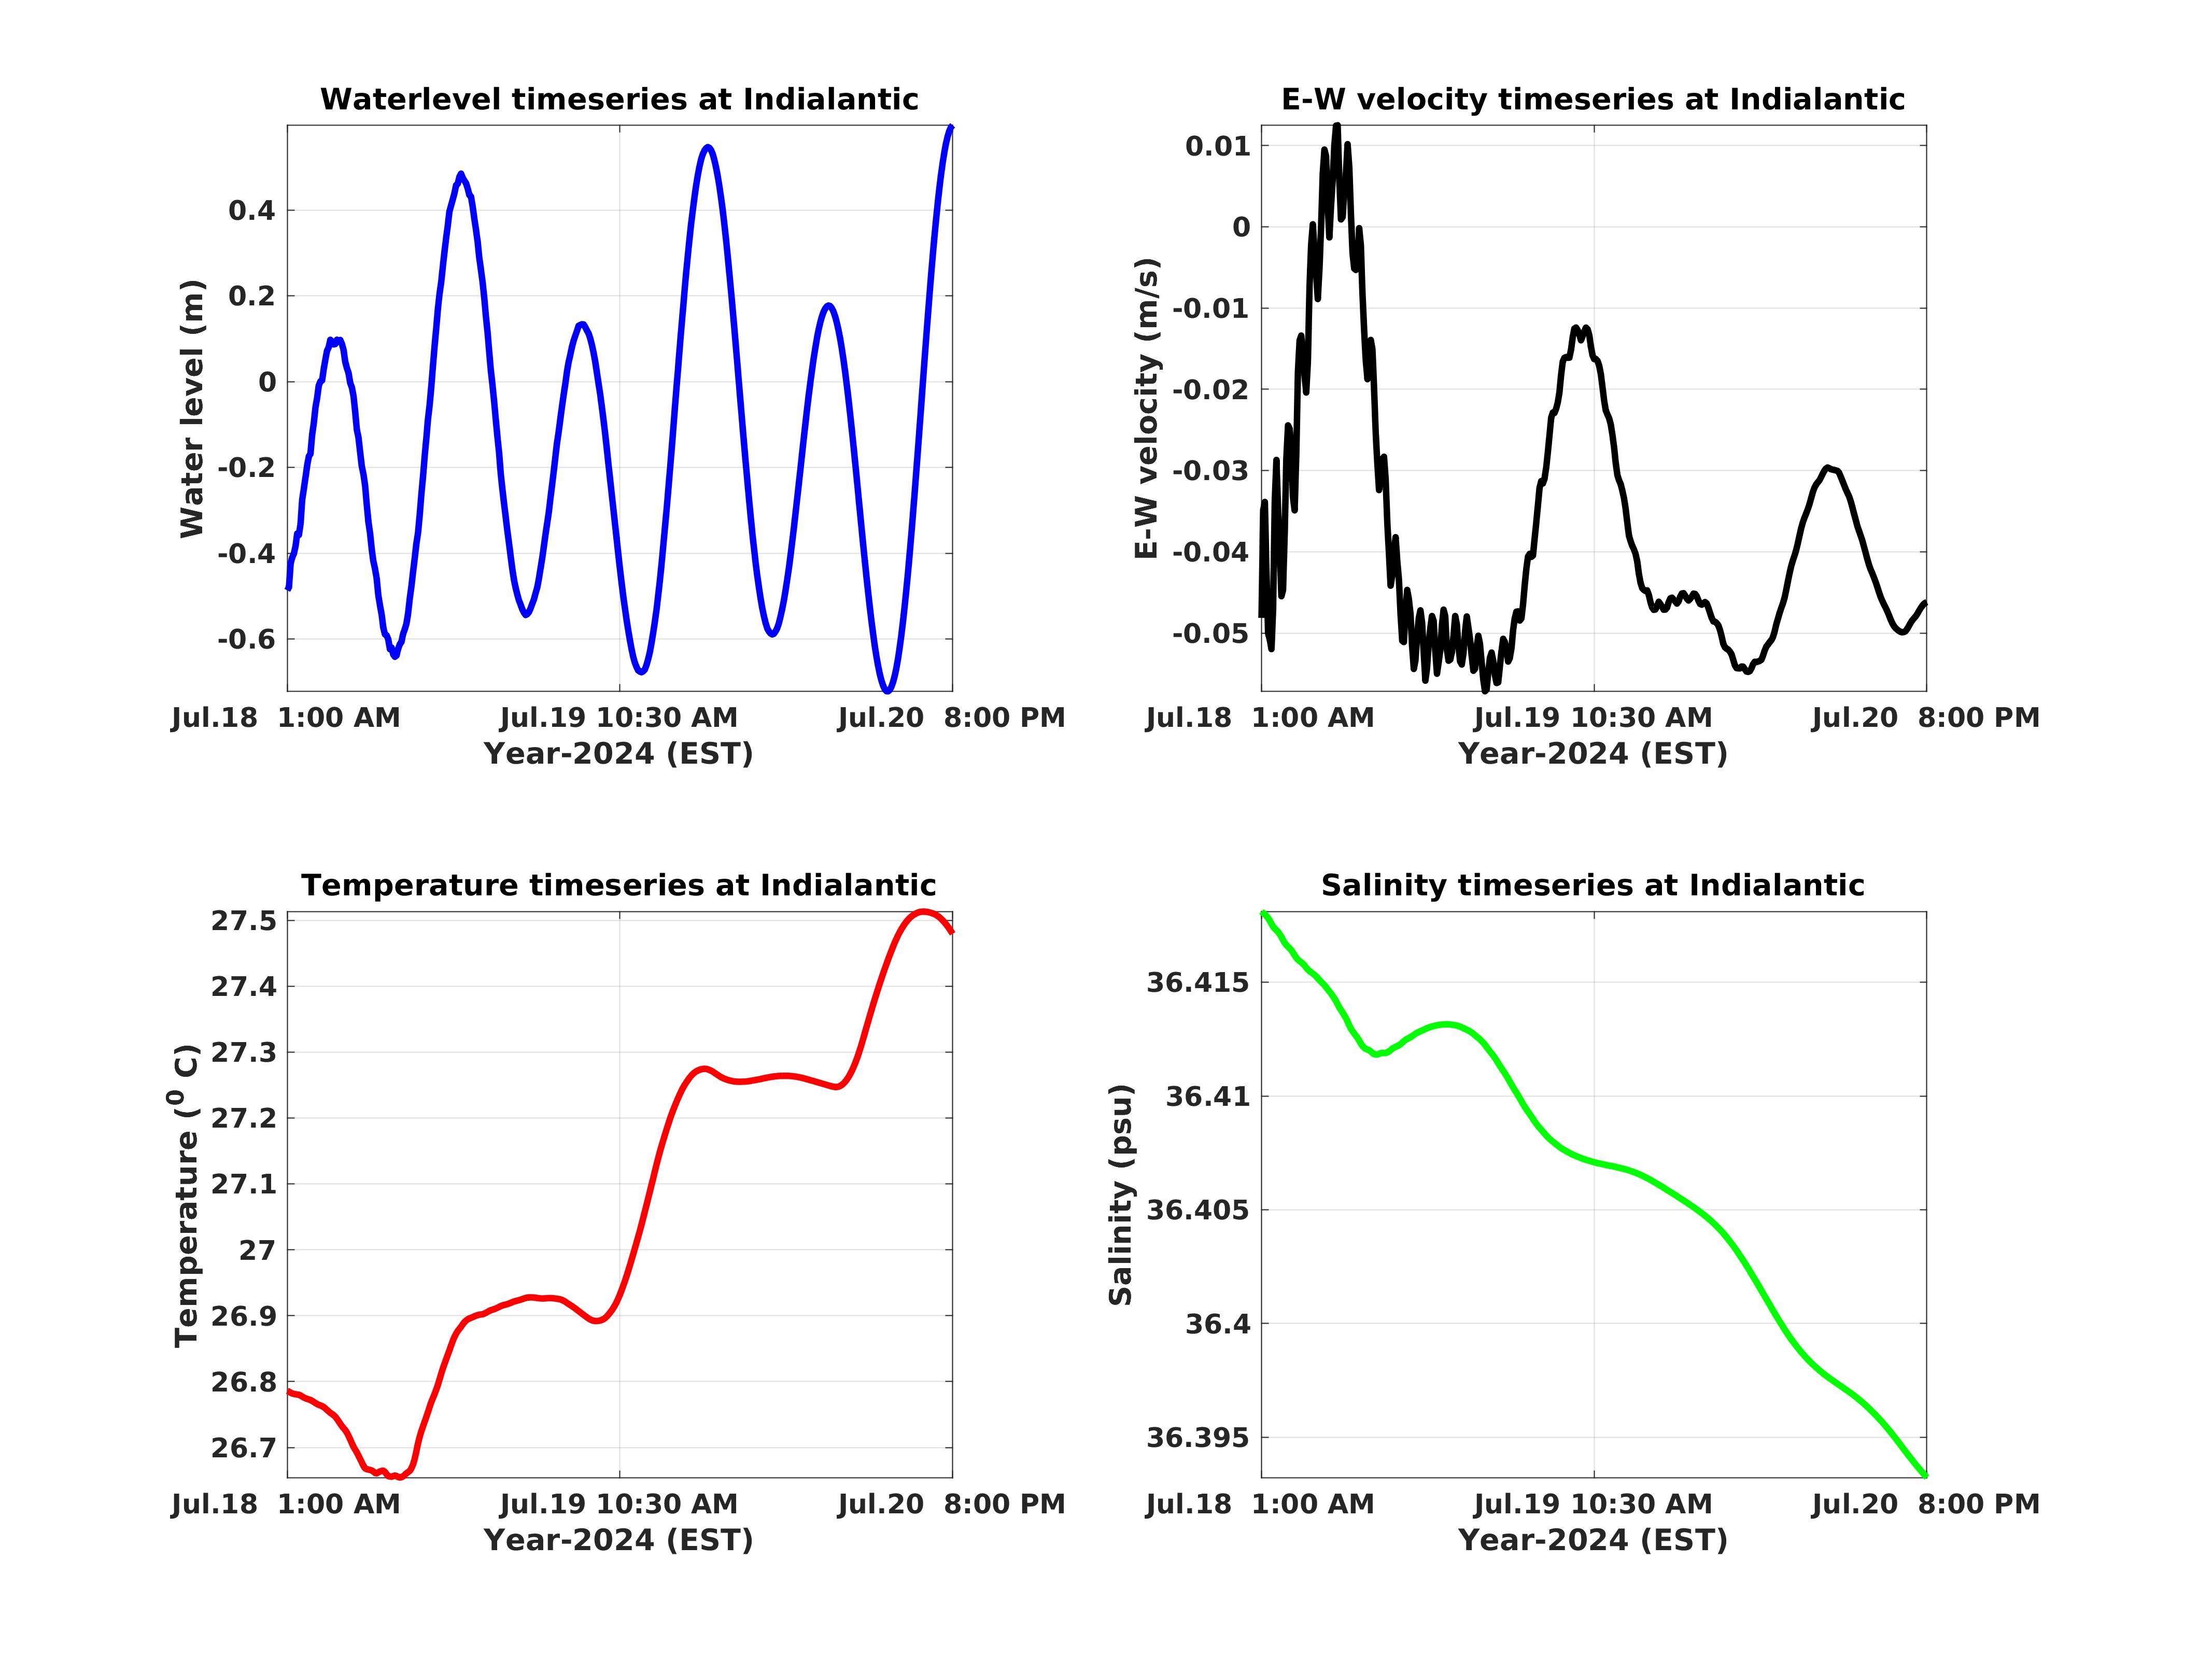 Waterlevel timeseries at Indialantic
Water level (m)
0.4
0.2
0
-0.2
-0.4
-0.6
Jul.18 1:00 AM Jul.19 10:30 AM Jul.20 8:00 PM
Year-2024 (EST)
E-W velocity timeseries at Indialantic
E-W velocity (m/s)
0.01
0
-0.01
-0.02
-0.03
-0.04
-0.05
Jul.18 1:00 AM Jul.19 10:30 AM Jul.20 8:00 PM
Year-2024 (EST)
Temperature timeseries at Indialantic
Temperature (⁰ C)
27.5
27.4
27.3
27.2
27.1
27
26.9
26.8
26.7
Jul.18 1:00 AM Jul.19 10:30 AM Jul.20 8:00 PM
Year-2024 (EST)
Salinity timeseries at Indialantic
Salinity (psu)
36.415
36.41
36.405
36.4
36.395
Jul.18 1:00 AM Jul.19 10:30 AM Jul.20 8:00 PM
Year-2024 (EST)